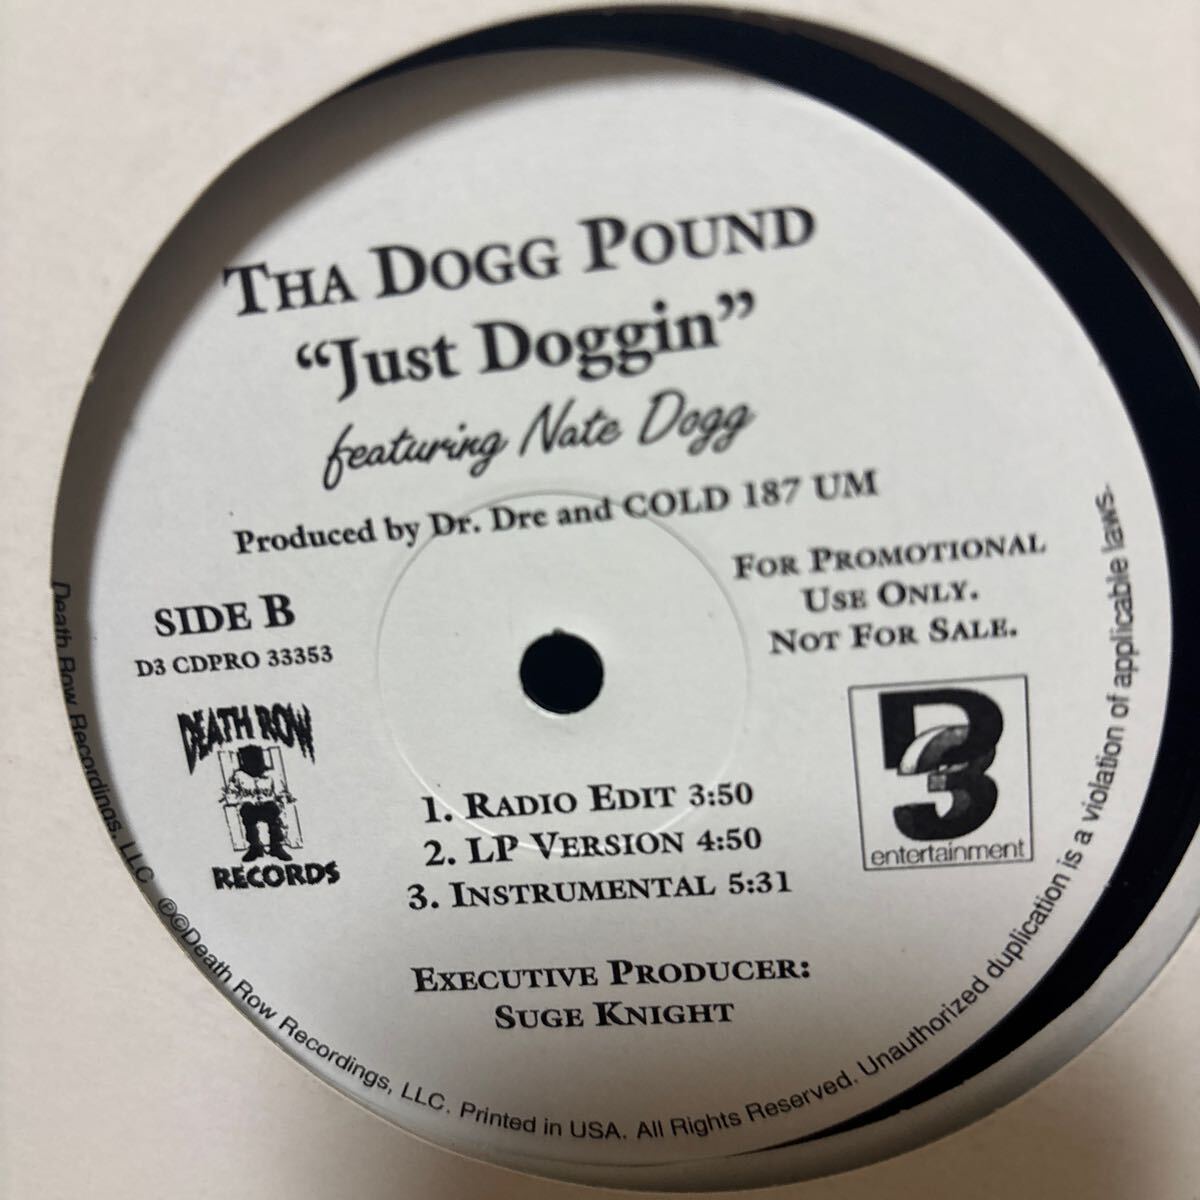 THA DOGG POUND
“Just Doggin”
featuring Nate Dogg
Produced by Dr. Dre and COLD 187 UM
SIDE B
D3 CDPRO 33353
FOR PROMOTIONAL
USE ONLY.
NOT FOR SALE.
DEATH ROW
RECORDS
D3
entertainment
1. RADIO EDIT 3:50
2. LP VERSION 4:50
3. INSTRUMENTAL 5:31
EXECUTIVE PRODUCER:
SUGE KNIGHT
Death Row Recordings, LLC ℗©Death Row Recordings, LLC. Printed in USA. All Rights Reserved. Unauthorized duplication is a violation of applicable laws.